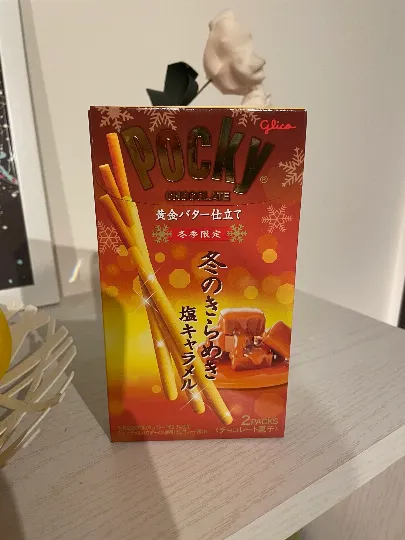 glico
POCKY
CHOCOLATE
黄金バター仕立て
冬季限定
冬のきらめき
塩キャラメル
2PACKS
(チョコレート菓子)